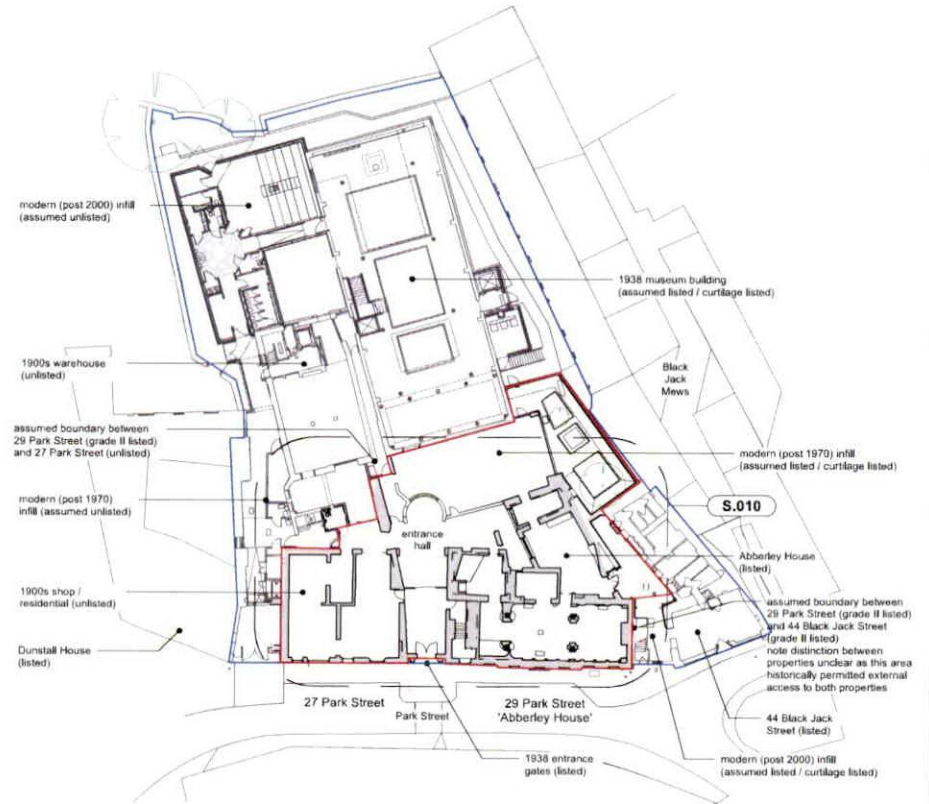 modern (post 2000) infill
(assumed unlisted)
1938 museum building
(assumed listed / curtilage listed)
1900s warehouse
(unlisted)
Black
Jack
Mews
assumed boundary between
29 Park Street (grade II listed)
and 27 Park Street (unlisted)
modern (post 1970) infill
(assumed listed / curtilage listed)
modern (post 1970)
infill (assumed unlisted)
S.010
entrance
hall
Abberley House
(listed)
1900s shop /
residential (unlisted)
assumed boundary between
29 Park Street (grade II listed)
and 44 Black Jack Street
(grade II listed)
note distinction between
properties unclear as this area
historically permitted external
access to both properties
Dunstall House
(listed)
27 Park Street
Park Street
29 Park Street
'Abberley House'
44 Black Jack
Street (listed)
1938 entrance
gates (listed)
modern (post 2000) infill
(assumed listed / curtilage listed)